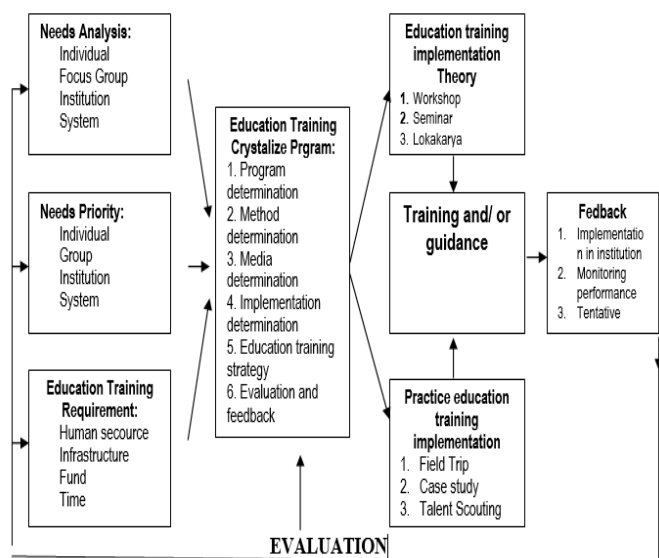 Needs Analysis:
Individual
Focus Group
Institution
System
Needs Priority:
Individual
Group
Institution
System
Education Training
Requirement:
Human secource
Infrastructure
Fund
Time
Education Training
Crystalize Prgram:
1. Program
determination
2. Method
determination
3. Media
determination
4. Implementation
determination
5. Education training
strategy
6. Evaluation and
feedback
Education training
implementation
Theory
1. Workshop
2. Seminar
3. Lokakarya
Training and/ or
guidance
Practice education
training
implementation
1. Field Trip
2. Case study
3. Talent Scouting
Fedback
1. Implementatio
n in institution
2. Monitoring
performance
3. Tentative
EVALUATION